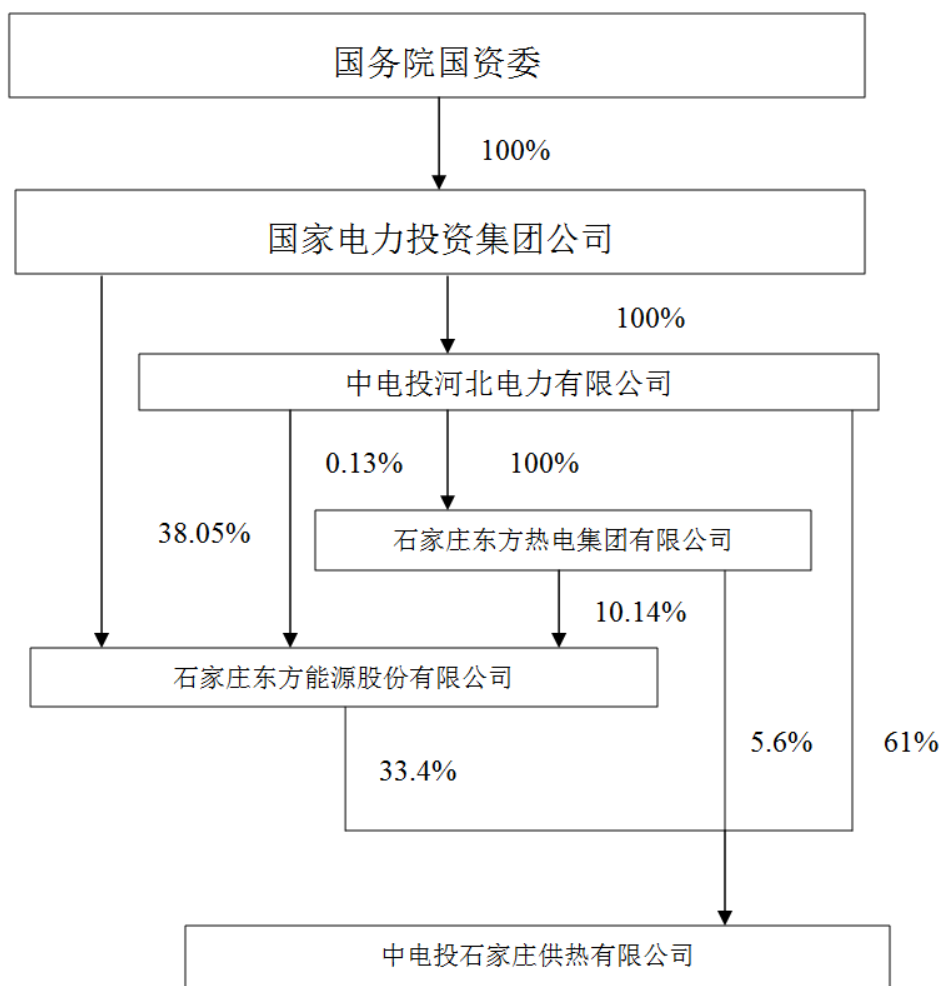 国务院国资委
100%
国家电力投资集团公司
100%
中电投河北电力有限公司
0.13%
100%
38.05%
石家庄东方热电集团有限公司
10.14%
石家庄东方能源股份有限公司
5.6%
61%
33.4%
中电投石家庄供热有限公司